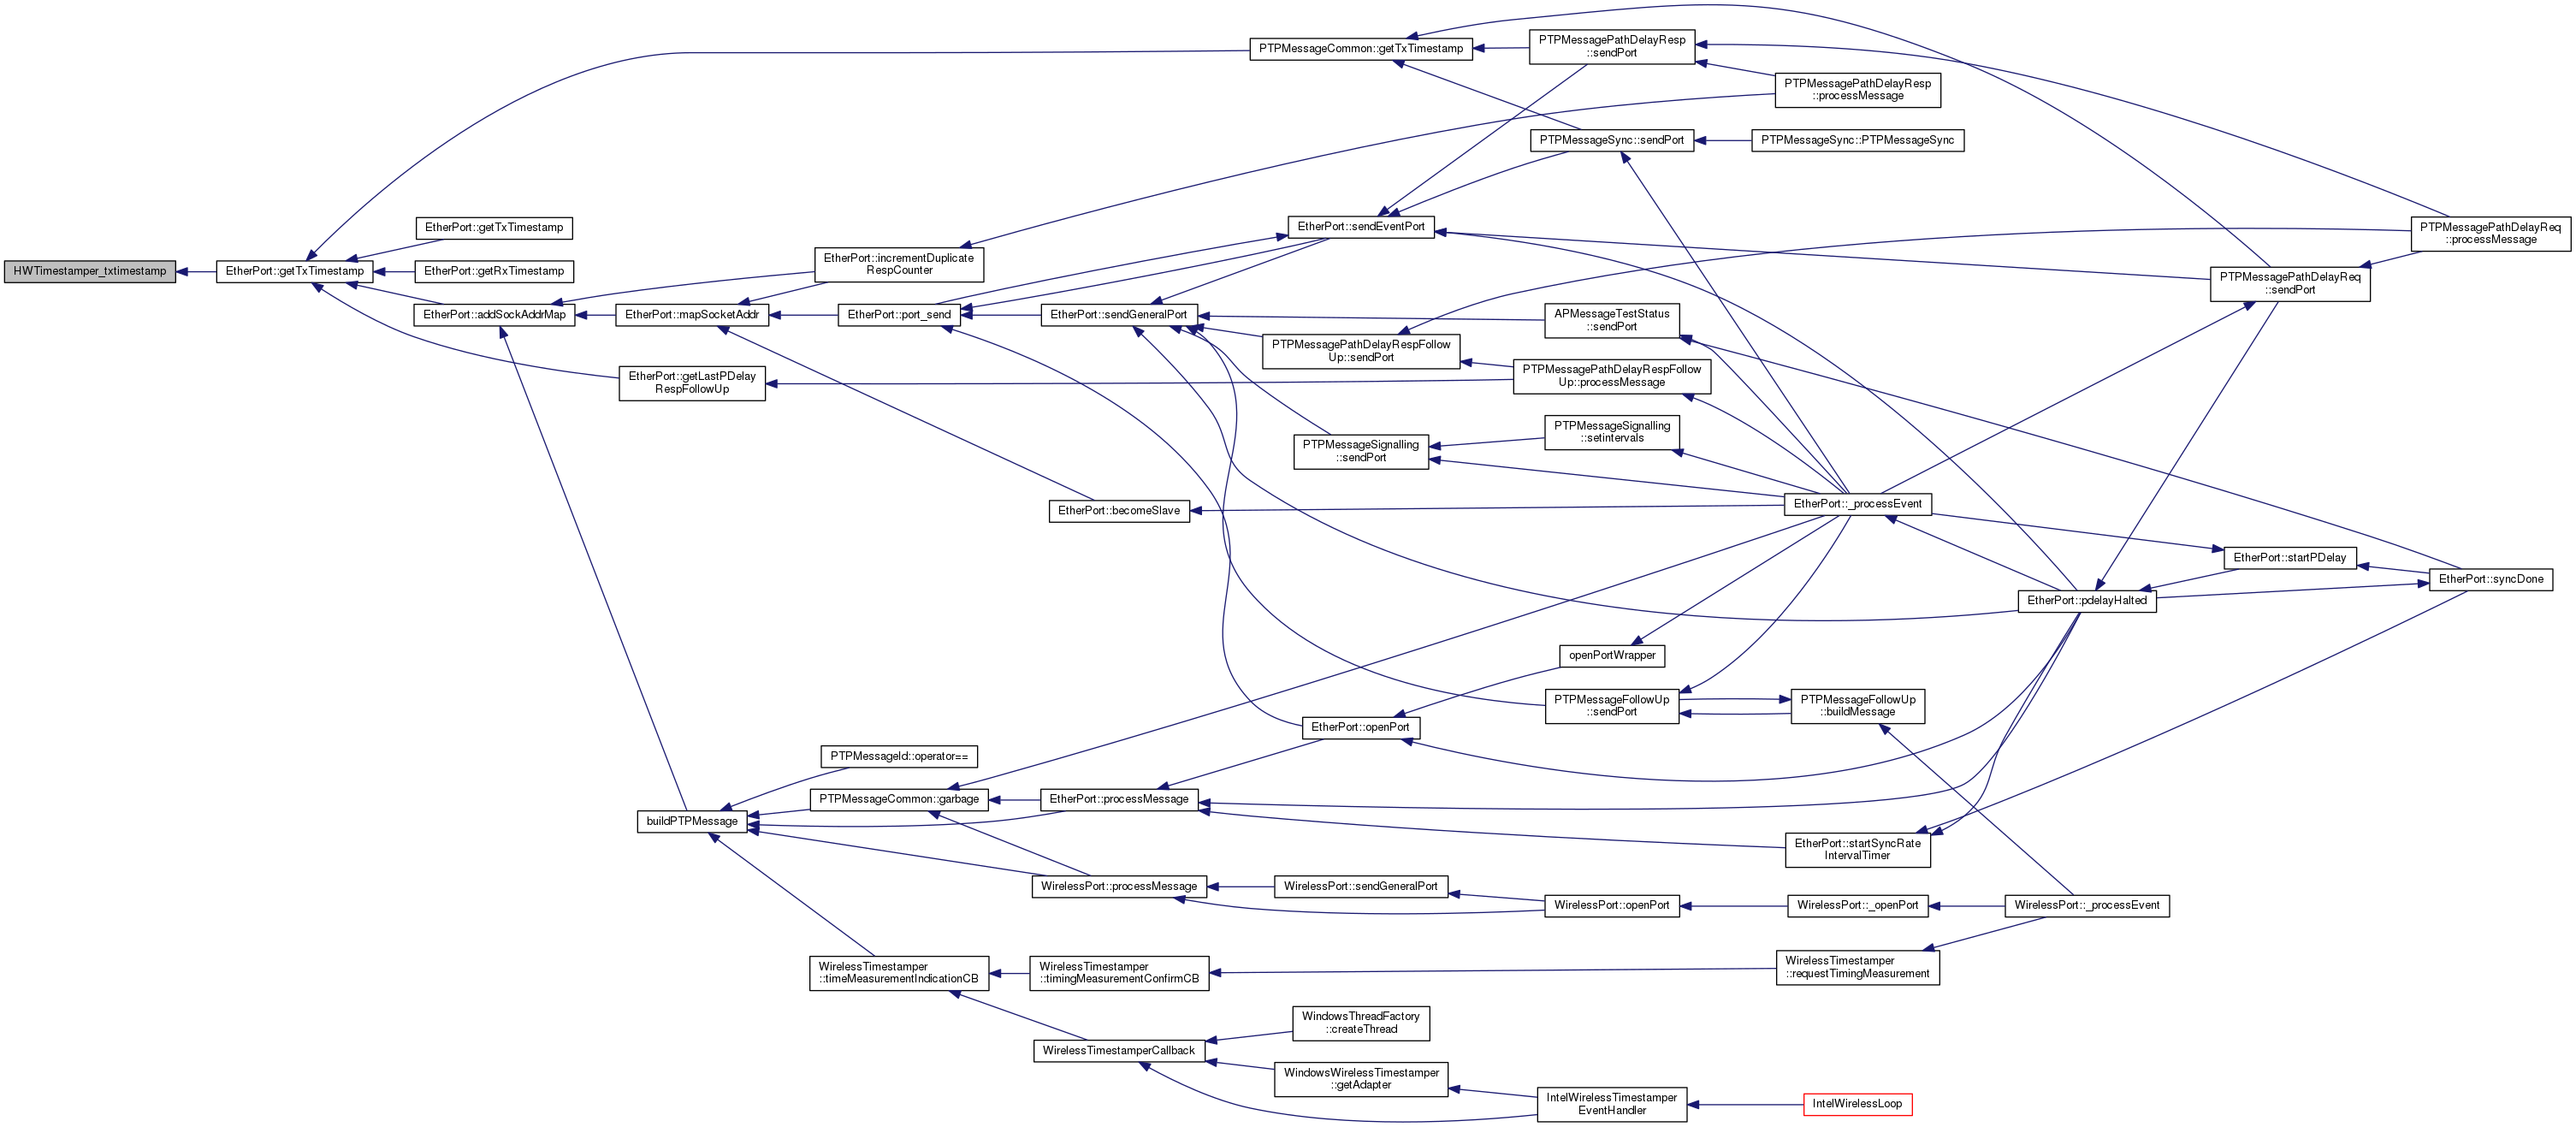 HWTimestamper_txtimestamp
EtherPort::getTxTimestamp
PTPMessageCommon::getTxTimestamp
EtherPort::getTxTimestamp
EtherPort::getRxTimestamp
EtherPort::addSockAddrMap
EtherPort::getLastPDelay
RespFollowUp
EtherPort::mapSocketAddr
EtherPort::incrementDuplicate
RespCounter
EtherPort::port_send
EtherPort::becomeSlave
EtherPort::sendGeneralPort
EtherPort::sendEventPort
PTPMessagePathDelayResp
::sendPort
PTPMessagePathDelayResp
::processMessage
PTPMessageSync::sendPort
PTPMessageSync::PTPMessageSync
PTPMessagePathDelayReq
::processMessage
PTPMessagePathDelayReq
::sendPort
APMessageTestStatus
::sendPort
PTPMessagePathDelayRespFollow
Up::sendPort
PTPMessagePathDelayRespFollow
Up::processMessage
PTPMessageSignalling
::sendPort
PTPMessageSignalling
::setintervals
EtherPort::_processEvent
EtherPort::startPDelay
EtherPort::syncDone
EtherPort::pdelayHalted
openPortWrapper
PTPMessageFollowUp
::sendPort
PTPMessageFollowUp
::buildMessage
EtherPort::openPort
PTPMessageId::operator==
buildPTPMessage
PTPMessageCommon::garbage
EtherPort::processMessage
EtherPort::startSyncRate
IntervalTimer
WirelessPort::processMessage
WirelessPort::sendGeneralPort
WirelessPort::openPort
WirelessPort::_openPort
WirelessPort::_processEvent
WirelessTimestamper
::timeMeasurementIndicationCB
WirelessTimestamper
::timingMeasurementConfirmCB
WirelessTimestamper
::requestTimingMeasurement
WirelessTimestamperCallback
WindowsThreadFactory
::createThread
WindowsWirelessTimestamper
::getAdapter
IntelWirelessTimestamper
EventHandler
IntelWirelessLoop